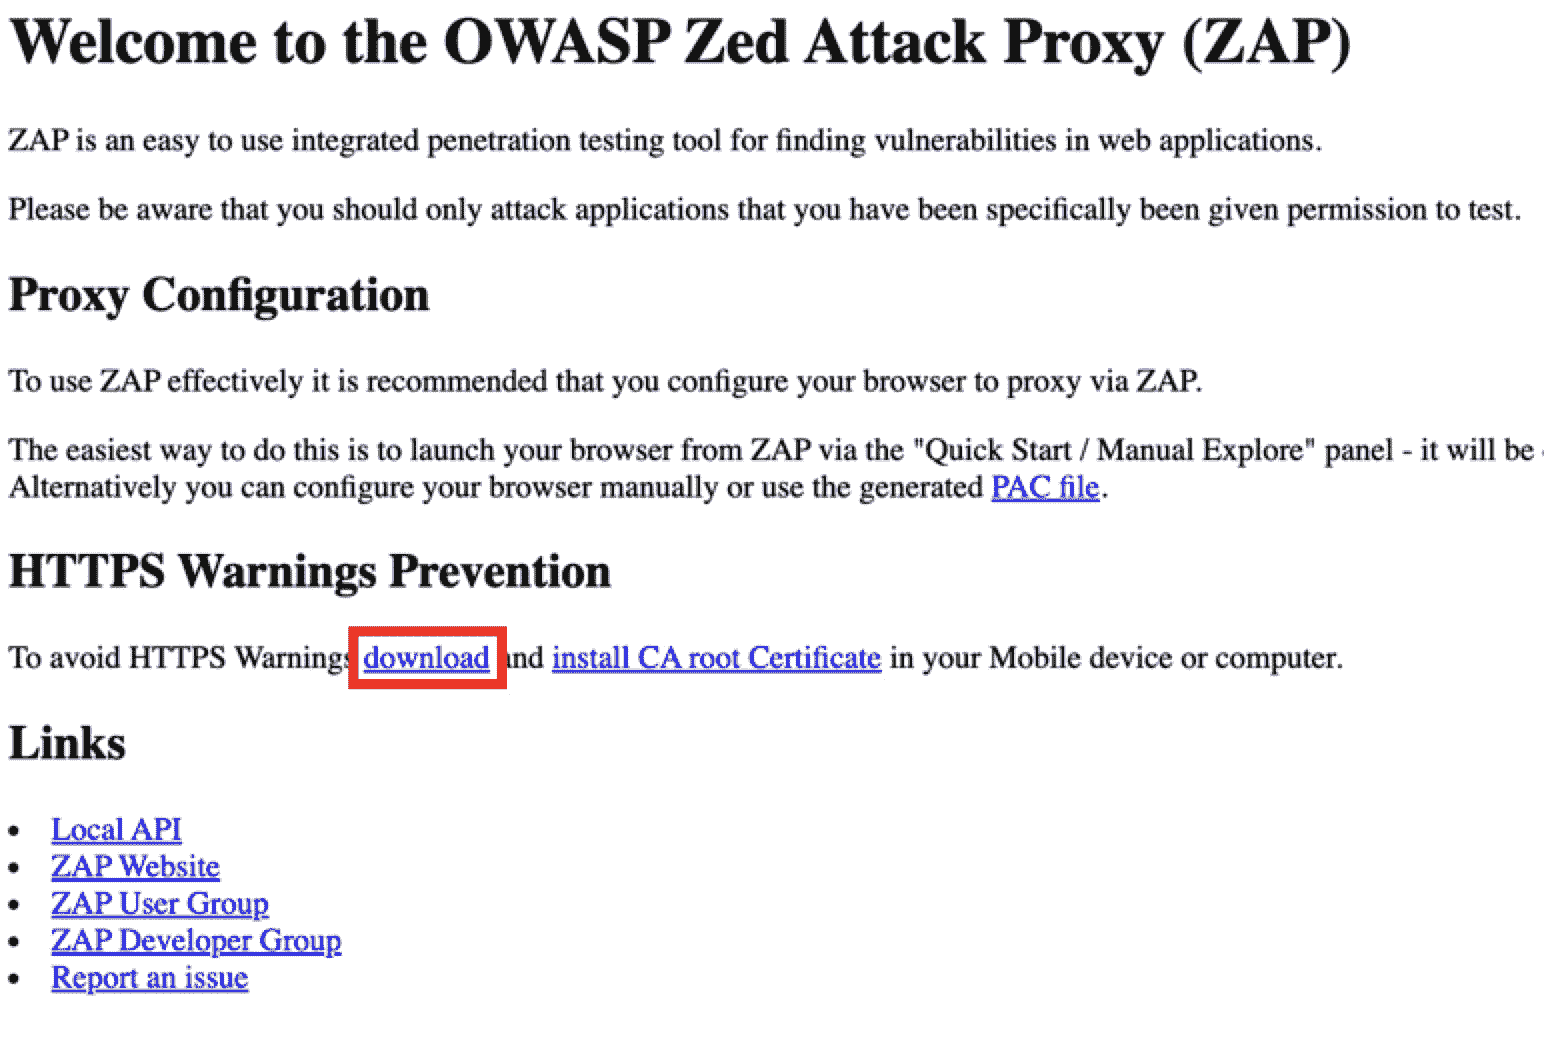 Welcome to the OWASP Zed Attack Proxy (ZAP)
ZAP is an easy to use integrated penetration testing tool for finding vulnerabilities in web applications.
Please be aware that you should only attack applications that you have been specifically been given permission to test.
Proxy Configuration
To use ZAP effectively it is recommended that you configure your browser to proxy via ZAP.
The easiest way to do this is to launch your browser from ZAP via the "Quick Start / Manual Explore" panel - it will be
Alternatively you can configure your browser manually or use the generated PAC file.
HTTPS Warnings Prevention
To avoid HTTPS Warnings download and install CA root Certificate in your Mobile device or computer.
Links
• Local API
• ZAP Website
• ZAP User Group
• ZAP Developer Group
• Report an issue